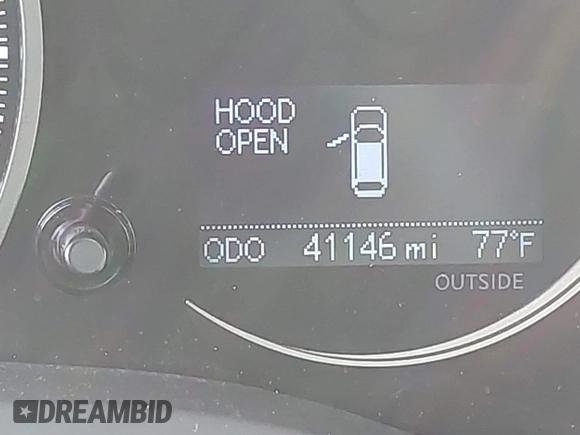 HOOD
OPEN
ODO 41146 mi 77°F
OUTSIDE
DREAMBID